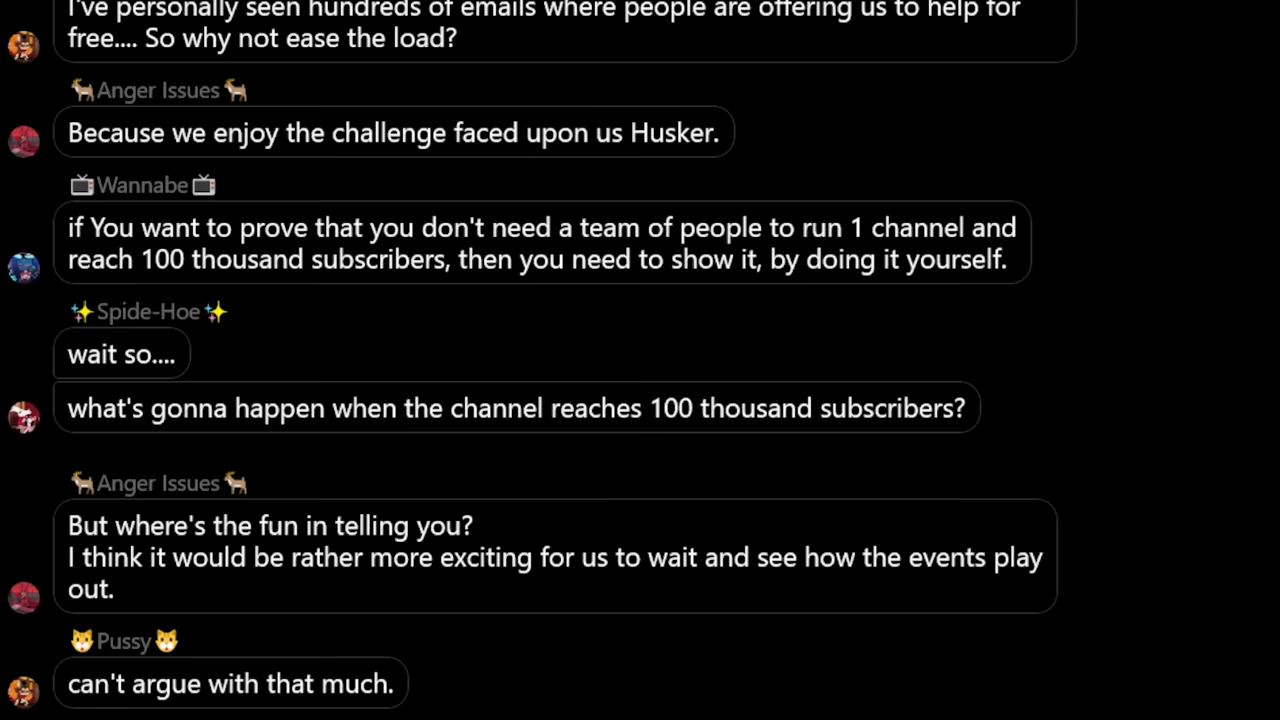 I've personally seen hundreds of emails where people are offering us to help for
free.... So why not ease the load?
🦌Anger Issues🦌
Because we enjoy the challenge faced upon us Husker.
📺Wannabe📺
if You want to prove that you don't need a team of people to run 1 channel and
reach 100 thousand subscribers, then you need to show it, by doing it yourself.
✨Spide-Hoe✨
wait so....
what's gonna happen when the channel reaches 100 thousand subscribers?
🦌Anger Issues🦌
But where's the fun in telling you?
I think it would be rather more exciting for us to wait and see how the events play
out.
🐱Pussy🐱
can't argue with that much.